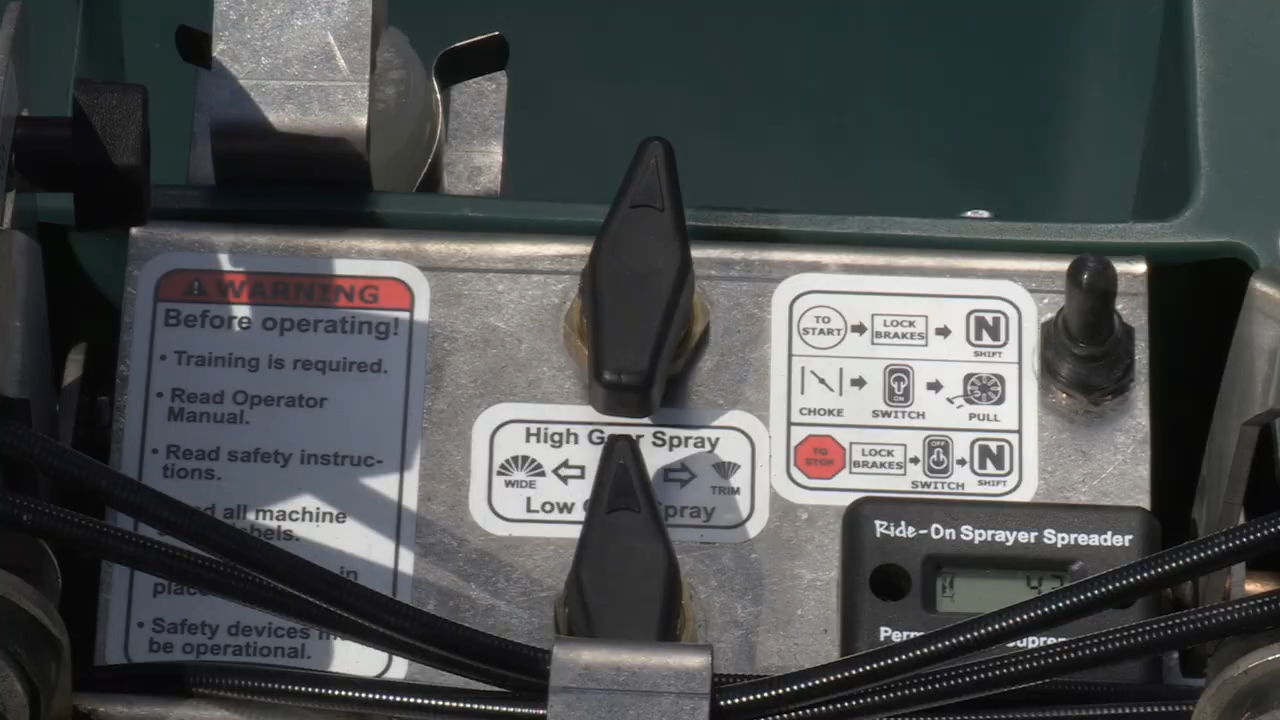 WARNING
Before operating!
• Training is required.
• Read Operator
Manual.
• Read safety instruc-
tions.
all machine
in
• Safety devices
be operational.
High Spray
WIDE
TRIM
Low Spray
TO START
LOCK BRAKES
N
SHIFT
CHOKE
ON
SWITCH
PULL
TO STOP
LOCK BRAKES
OFF
SWITCH
N
SHIFT
Ride-On Sprayer Spreader